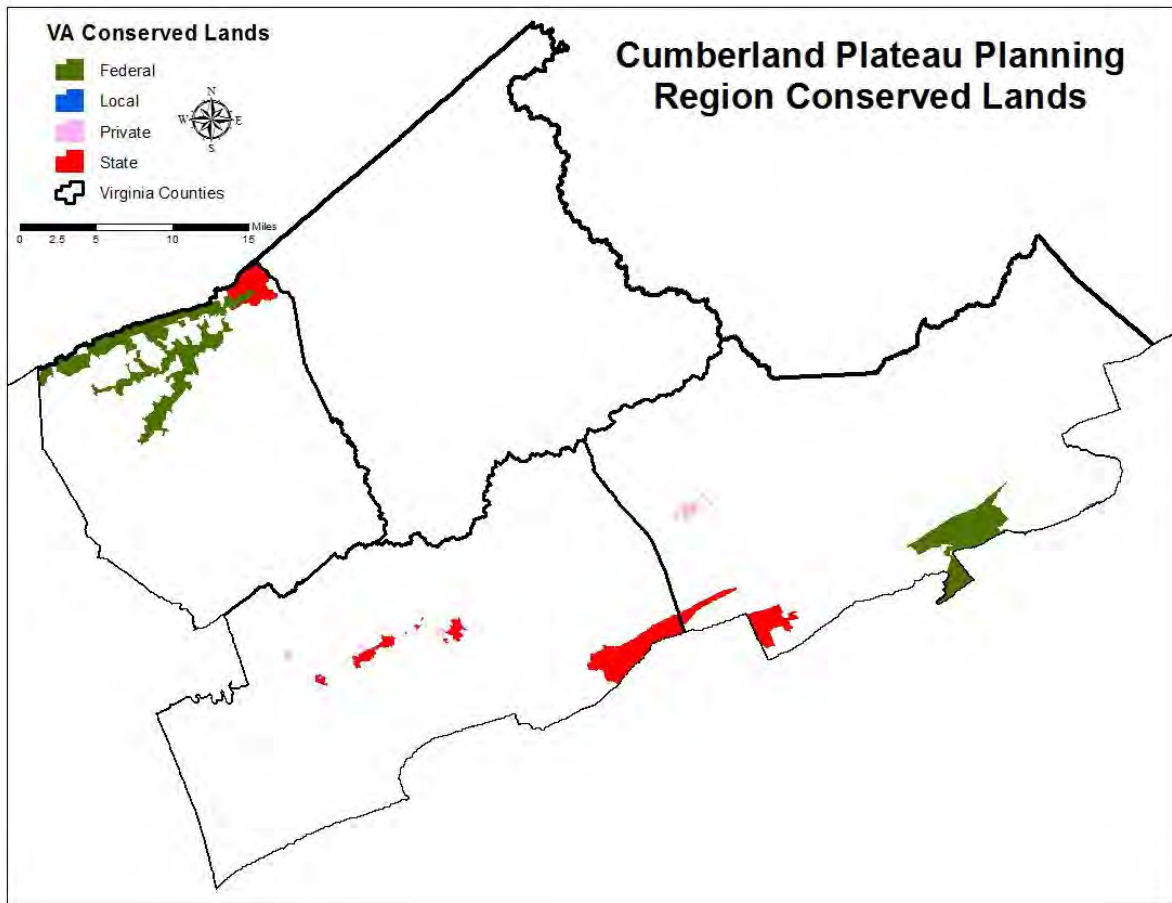 VA Conserved Lands
Federal
Local
Private
State
Virginia Counties
N
W E
S
Miles
0 2.5 5 10 15
Cumberland Plateau Planning
Region Conserved Lands